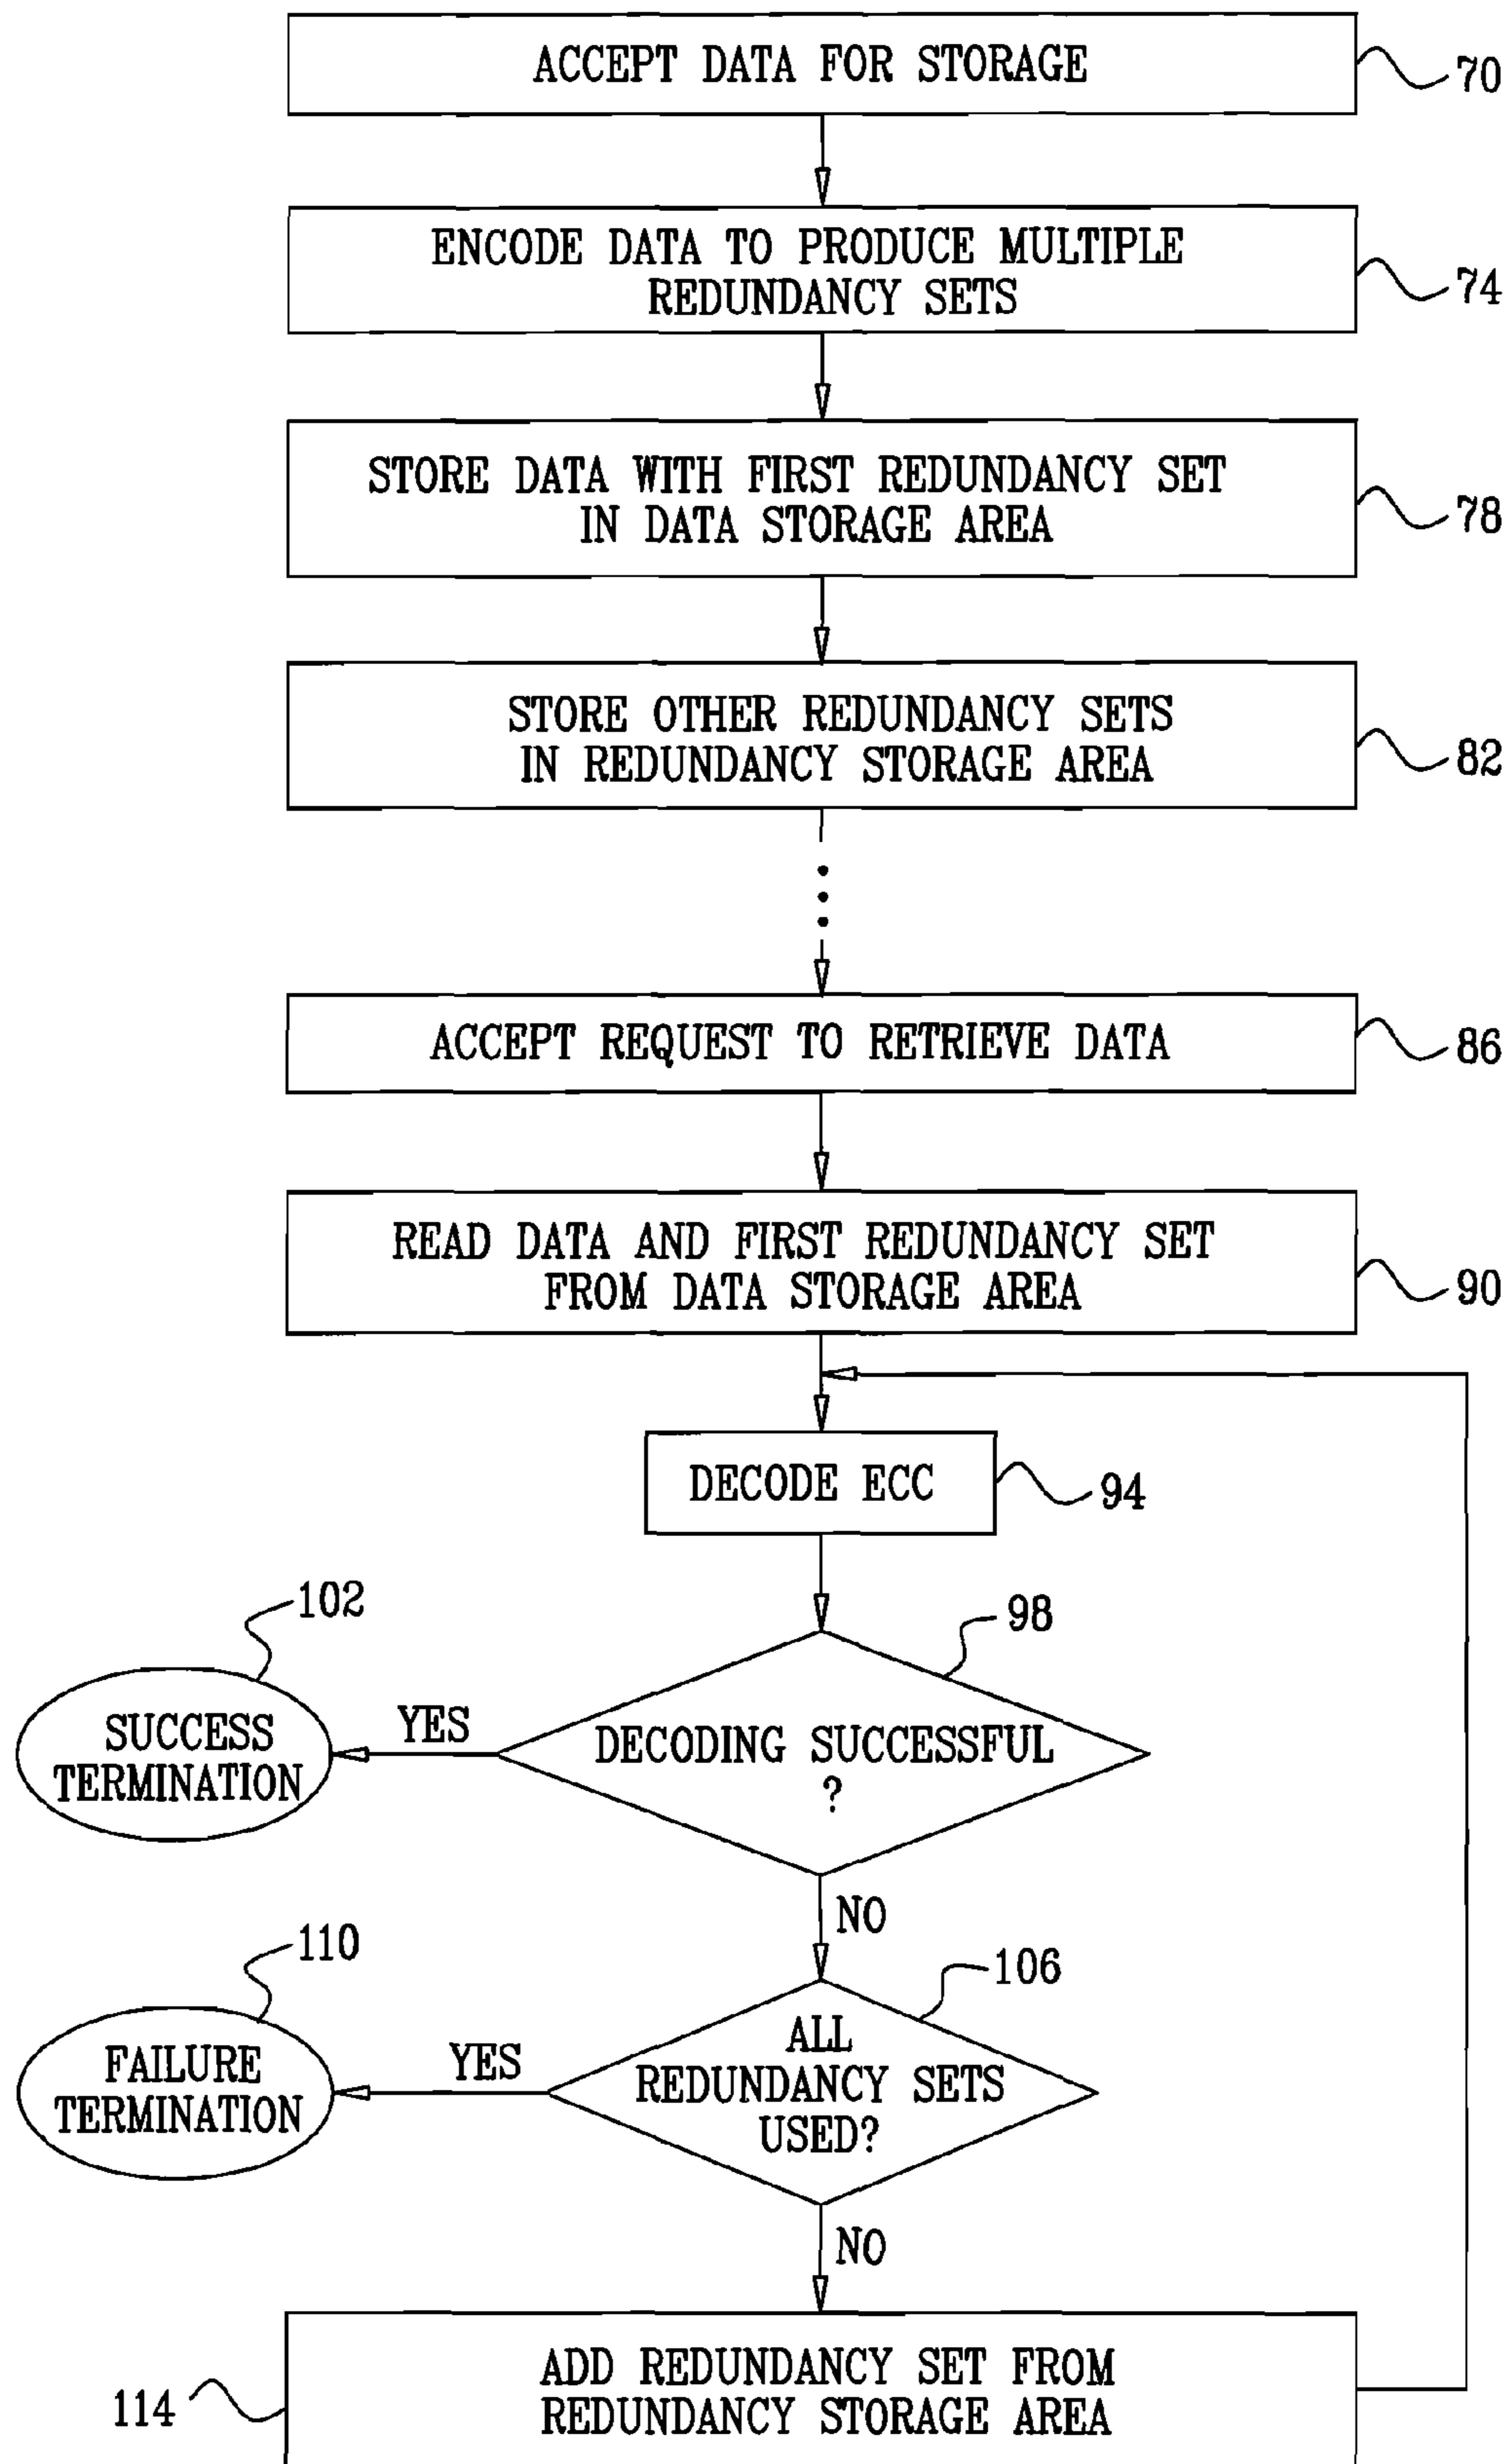 ACCEPT DATA FOR STORAGE
70
ENCODE DATA TO PRODUCE MULTIPLE
REDUNDANCY SETS
74
STORE DATA WITH FIRST REDUNDANCY SET
IN DATA STORAGE AREA
78
STORE OTHER REDUNDANCY SETS
IN REDUNDANCY STORAGE AREA
82
ACCEPT REQUEST TO RETRIEVE DATA
86
READ DATA AND FIRST REDUNDANCY SET
FROM DATA STORAGE AREA
90
DECODE ECC
94
98
102
DECODING SUCCESSFUL
?
YES
SUCCESS
TERMINATION
NO
106
110
ALL
REDUNDANCY SETS
USED?
YES
FAILURE
TERMINATION
NO
ADD REDUNDANCY SET FROM
REDUNDANCY STORAGE AREA
114